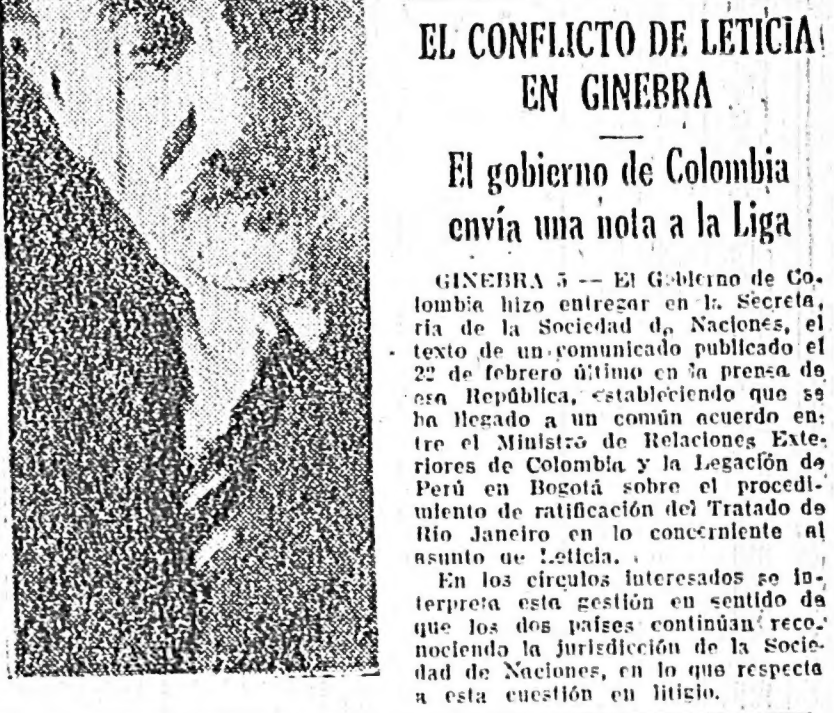 EL CONFLICTO DE LETICIA
EN GINEBRA
El gobierno de Colombia
envía una nota a la Liga
GINEBRA 5 -- El Gobierno de Co-
lombia hizo entregar en la Secreta,
ría de la Sociedad de Naciones, el
texto de un comunicado publicado el
22 de febrero último en la prensa de
esa República, estableciendo que se
ha llegado a un común acuerdo en-
tre el Ministro de Relaciones Exte-
riores de Colombia y la Legación de
Perú en Bogotá sobre el procedi-
miento de ratificación del Tratado de
Río Janeiro en lo concerniente al
asunto de Leticia.
En los círculos interesados se in-
terpreta esta gestión en sentido de
que los dos países continúan reco-
nociendo la jurisdicción de la Socie-
dad de Naciones, en lo que respecta
a esta cuestión en litigio.